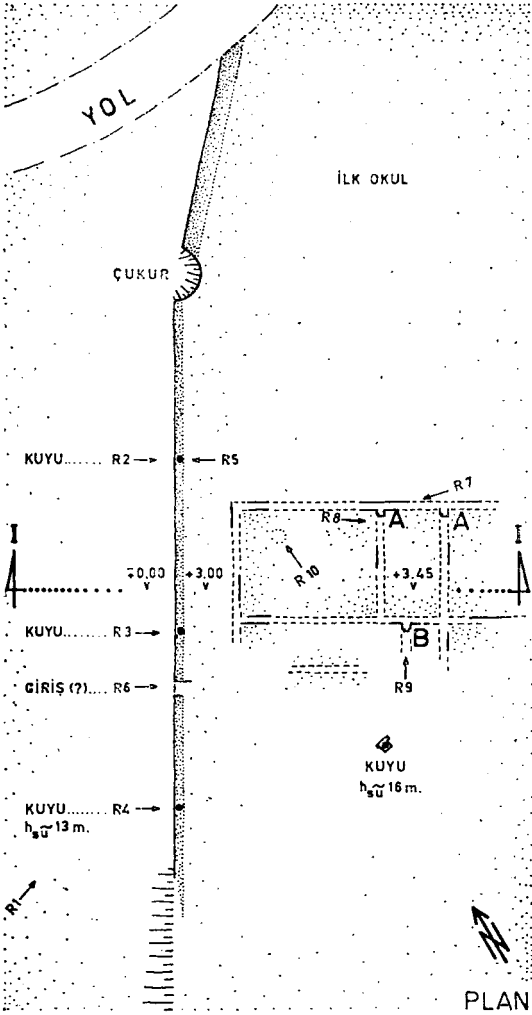 YOL
İLK OKUL
ÇUKUR
KUYU....... R2 R5
R7
R8 A A
I I
R10
∓0.00 +3.00 +3.45
KUYU........ R3
B
GİRİŞ (?).... R6
R9
KUYU
hsu~16 m.
KUYU........ R4
hsu~13 m.
R1
PLAN